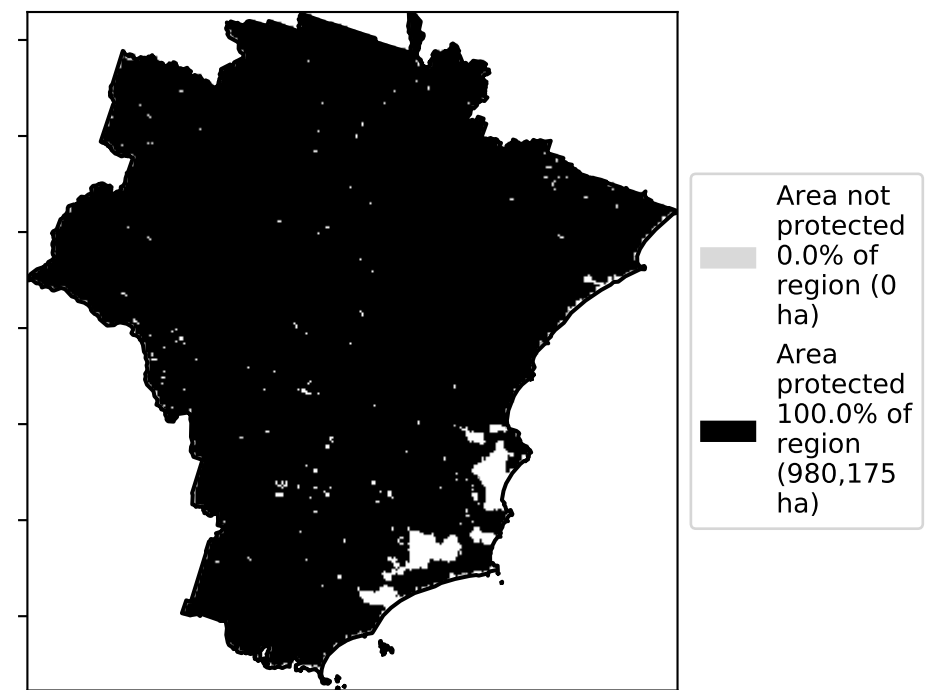 Area not
protected
0.0% of
region (0
ha)
Area
protected
100.0% of
region
(980,175
ha)